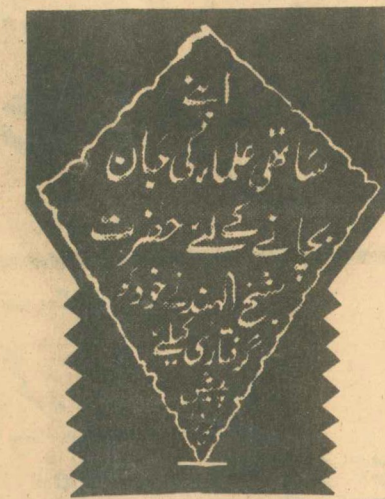 اپنے
ساتھی علماء کی جان
بچانے کے لئے حضرت
شیخ الہند نے خود کو
گرفتاری کیلئے
پیش